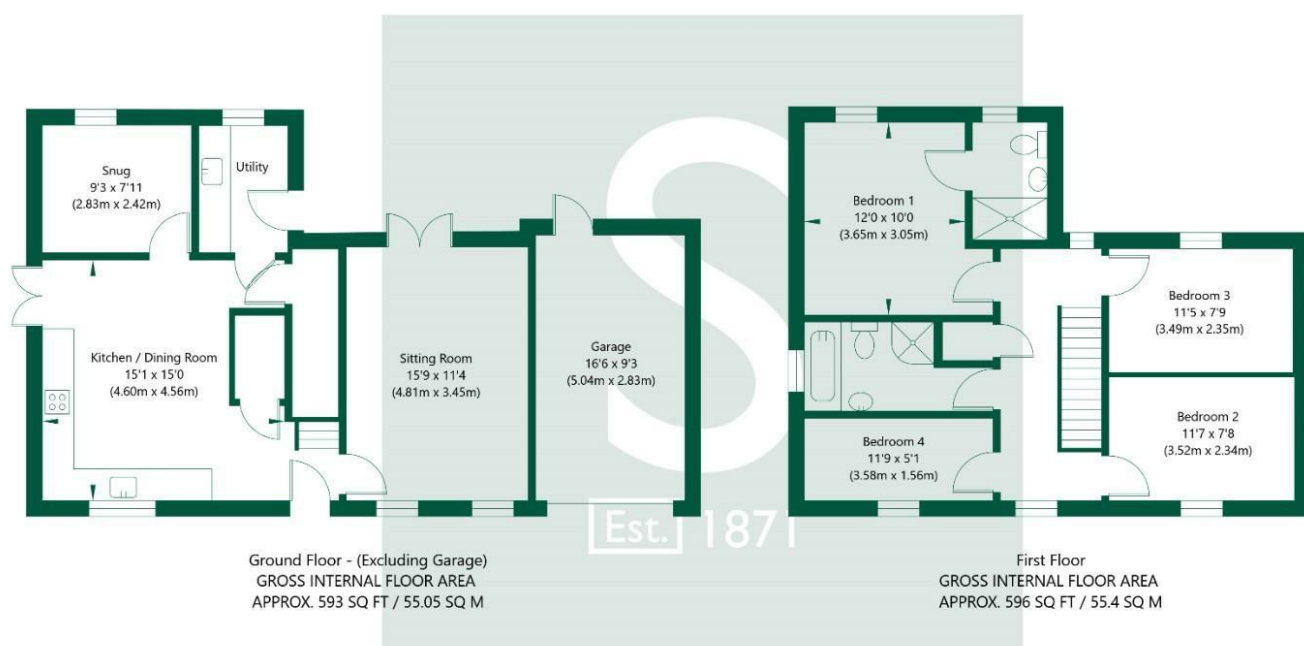 Snug
9'3 x 7'11
(2.83m x 2.42m)
Utility
Kitchen / Dining Room
15'1 x 15'0
(4.60m x 4.56m)
Sitting Room
15'9 x 11'4
(4.81m x 3.45m)
Garage
16'6 x 9'3
(5.04m x 2.83m)
Bedroom 1
12'0 x 10'0
(3.65m x 3.05m)
Bedroom 3
11'5 x 7'9
(3.49m x 2.35m)
Bedroom 2
11'7 x 7'8
(3.52m x 2.34m)
Bedroom 4
11'9 x 5'1
(3.58m x 1.56m)
S
Est. 1871
Ground Floor - (Excluding Garage)
GROSS INTERNAL FLOOR AREA
APPROX. 593 SQ FT / 55.05 SQ M
First Floor
GROSS INTERNAL FLOOR AREA
APPROX. 596 SQ FT / 55.4 SQ M